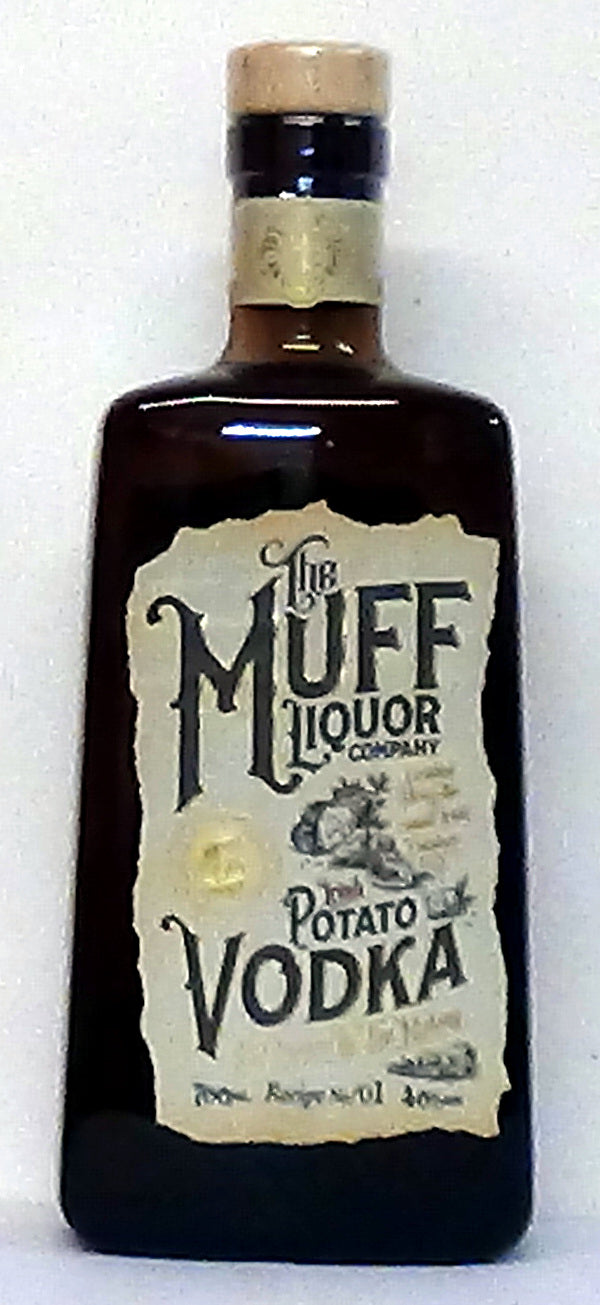 The
MUFF
LIQUOR
COMPANY
Irish
POTATO
VODKA
700ml Recipe No/01 40%